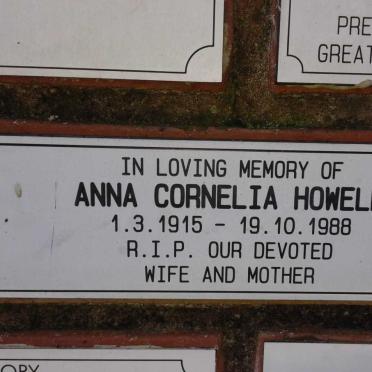 PRE
GREAT
IN LOVING MEMORY OF
ANNA CORNELIA HOWEL
1.3.1915 - 19.10.1988
R.I.P. OUR DEVOTED
WIFE AND MOTHER
ORY